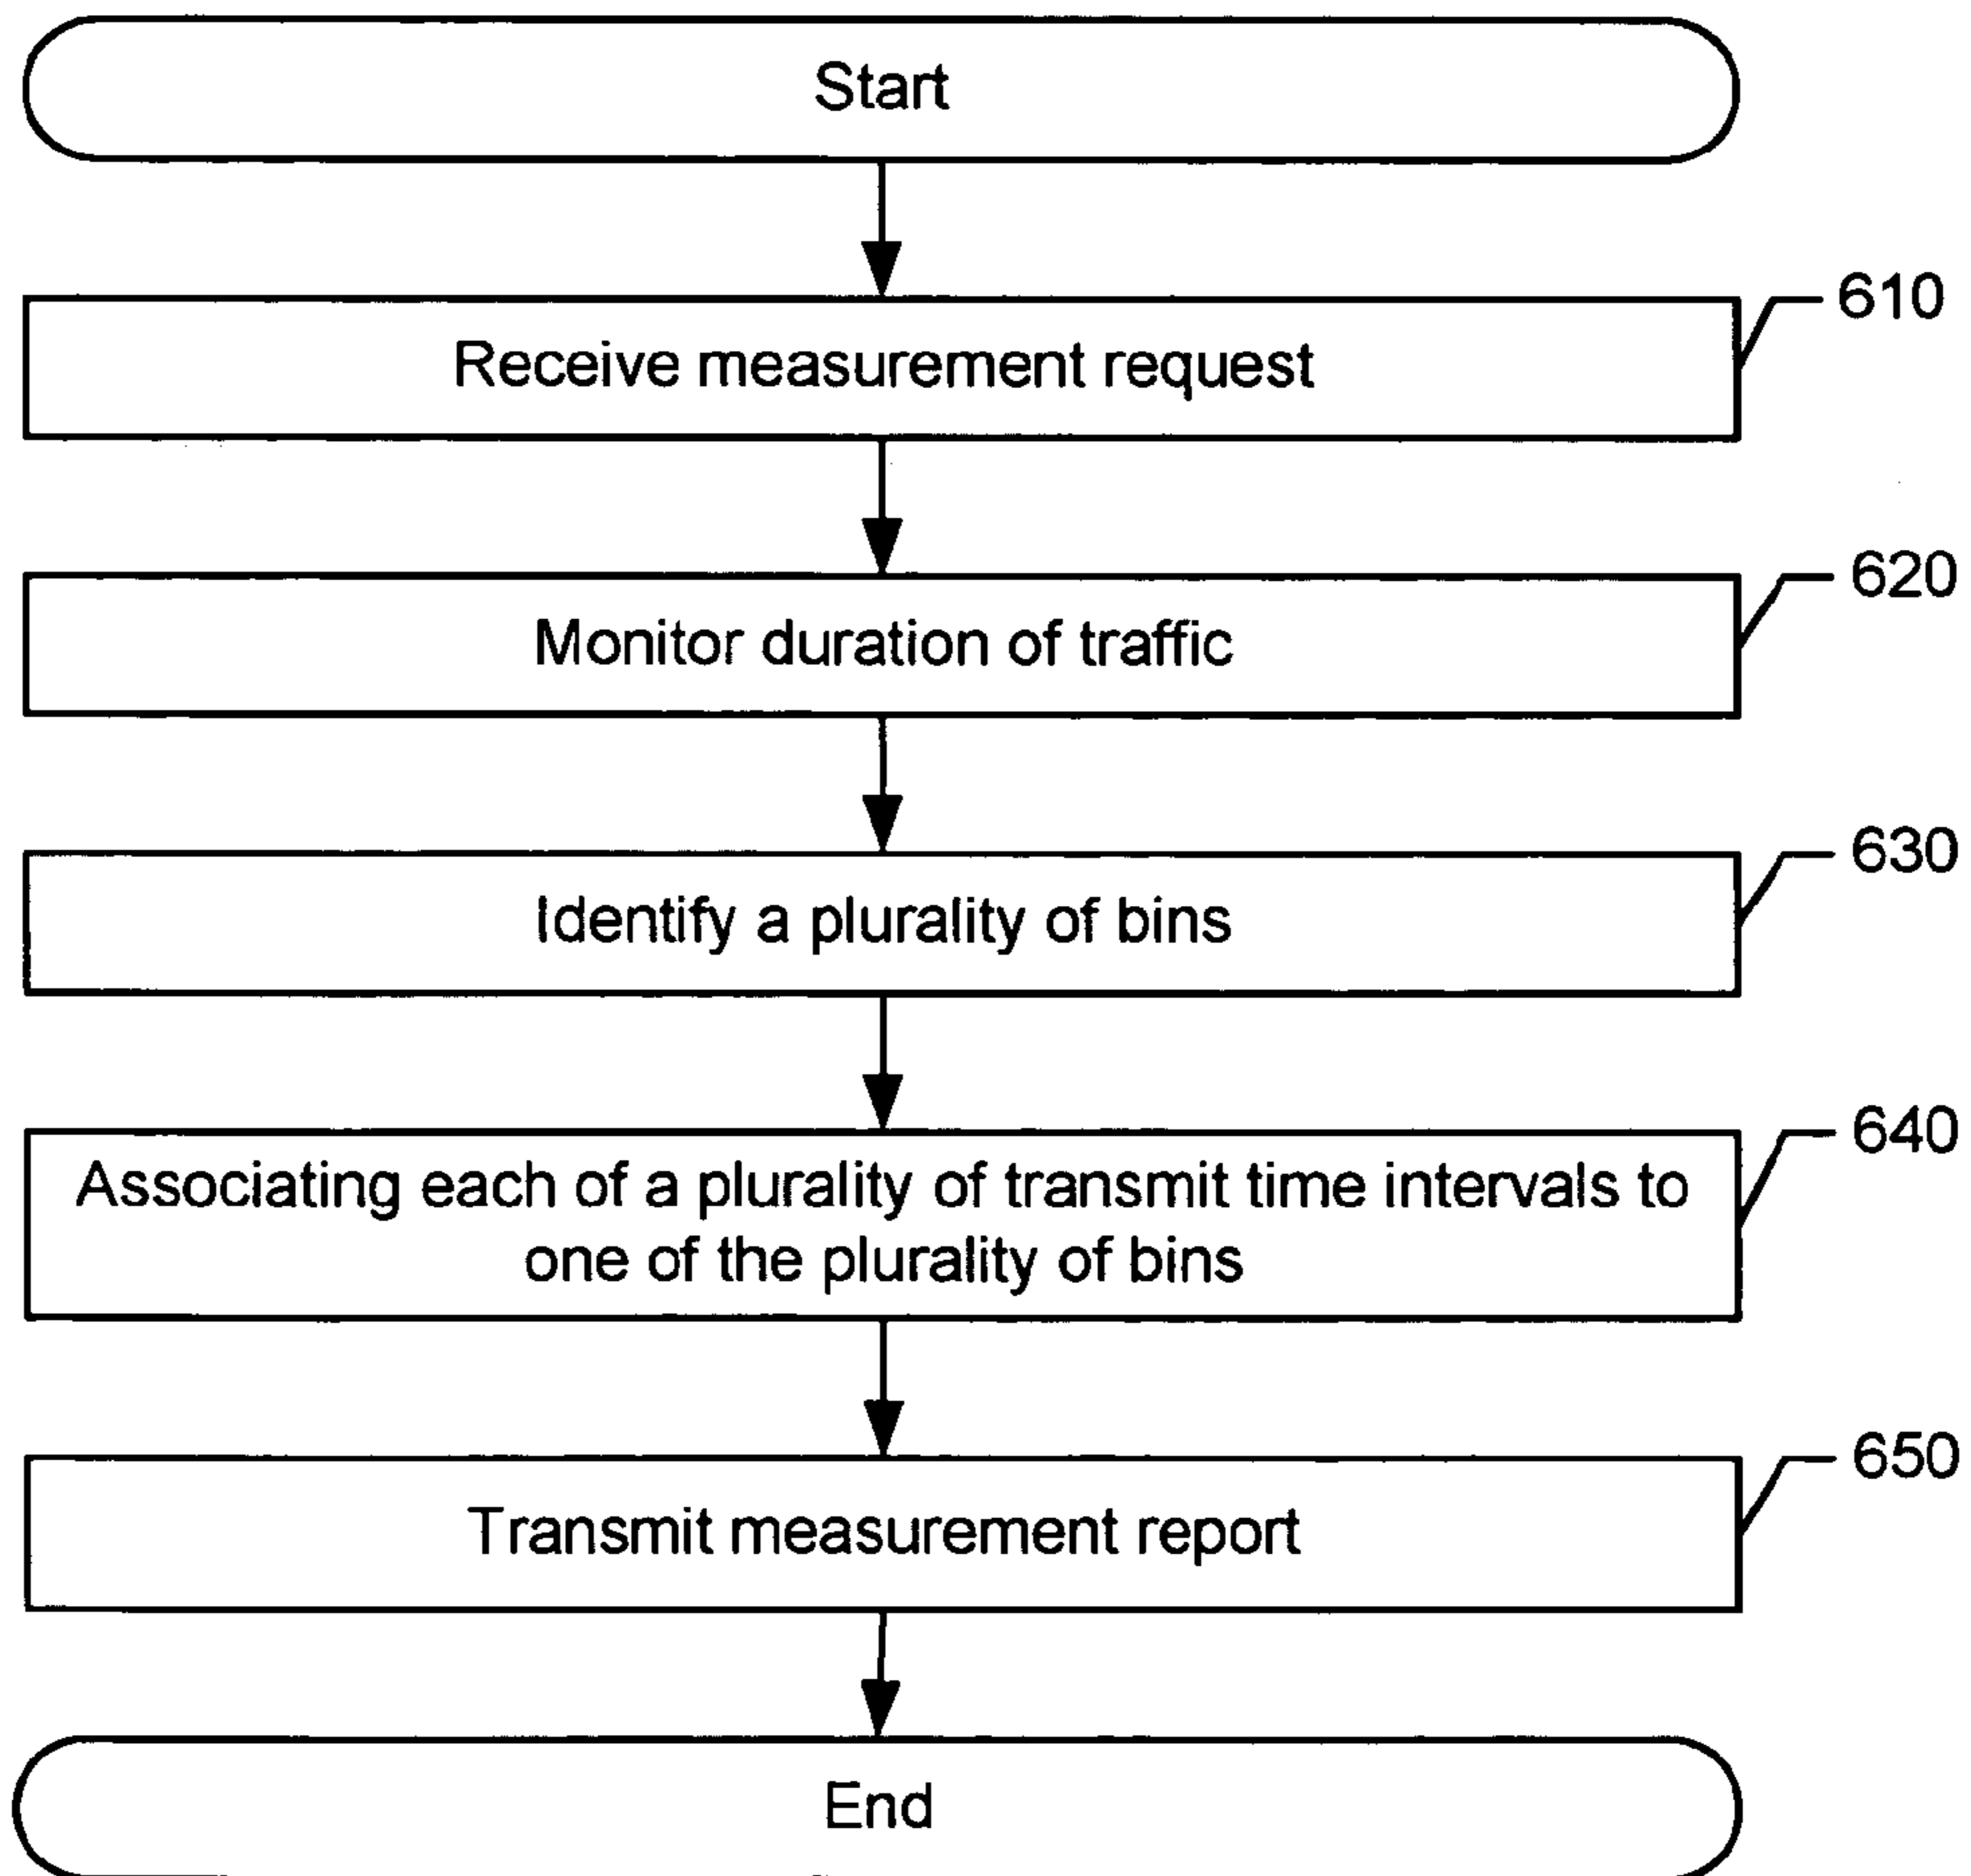 Start
610
Receive measurement request
620
Monitor duration of traffic
630
Identify a plurality of bins
640
Associating each of a plurality of transmit time intervals to
one of the plurality of bins
650
Transmit measurement report
End